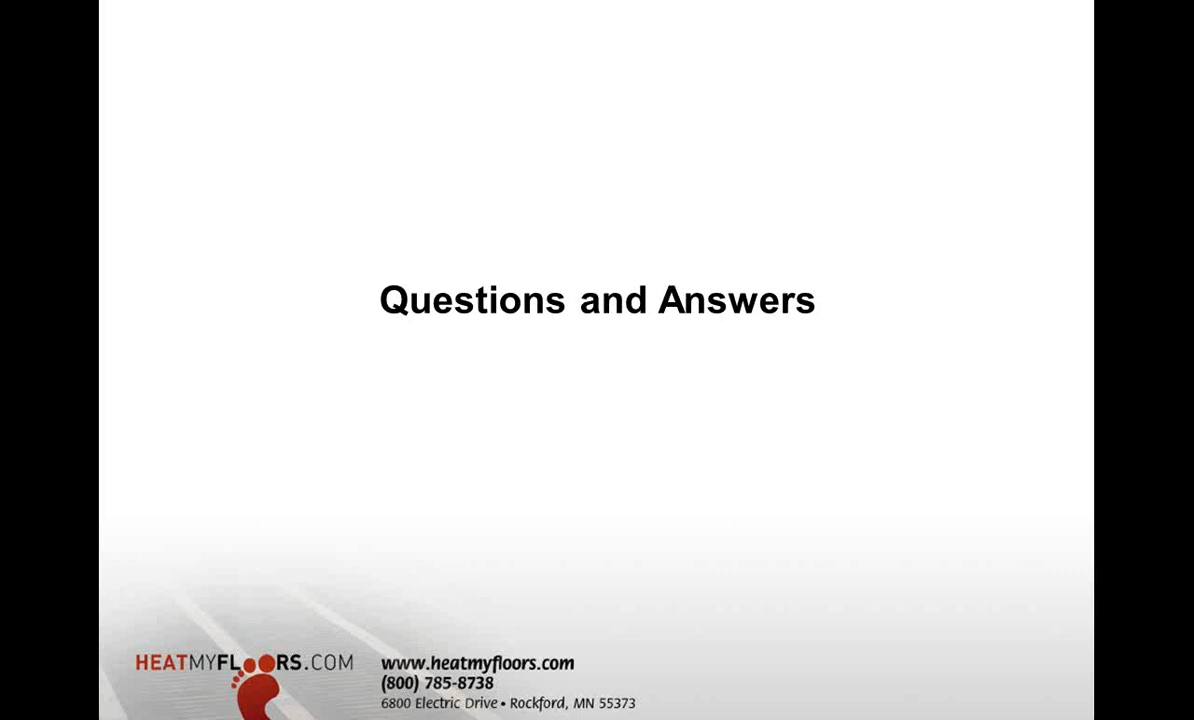 Questions and Answers
HEATMYFLOORS.COM
www.heatmyfloors.com
(800) 785-8738
6800 Electric Drive • Rockford, MN 55373